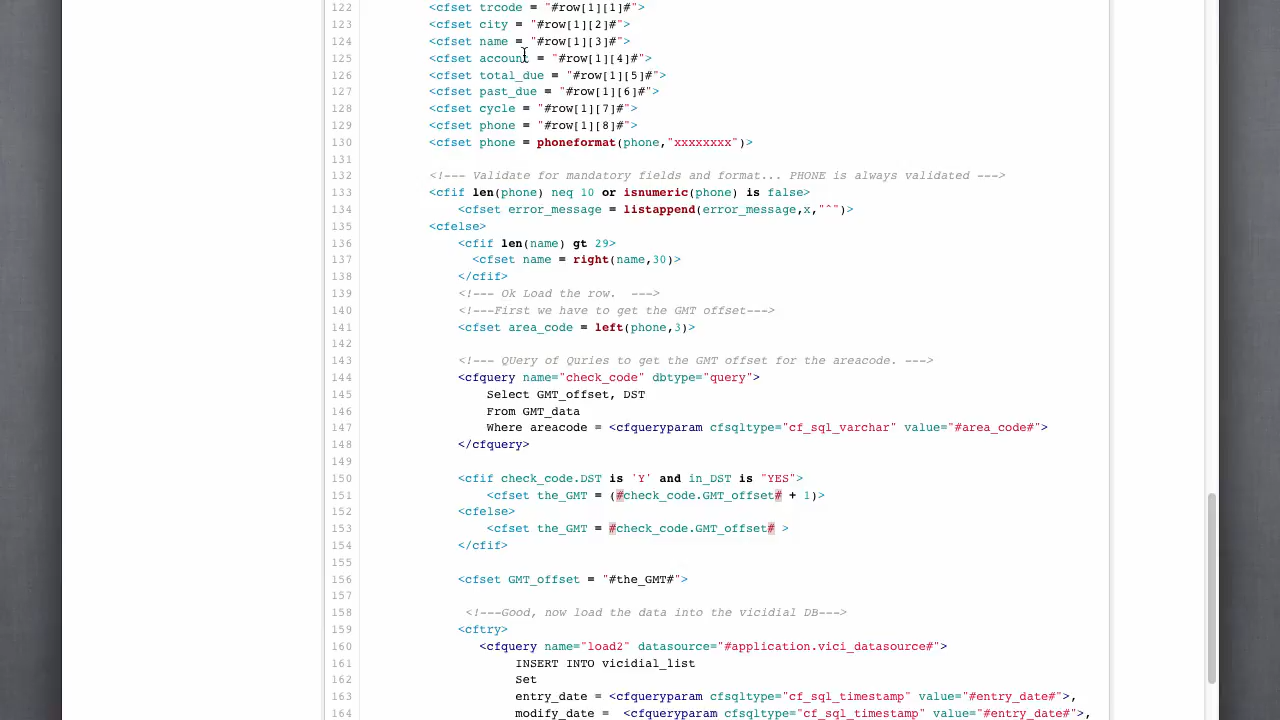 122 <cfset trcode = "#row[1][1]#">
123 <cfset city = "#row[1][2]#">
124 <cfset name = "#row[1][3]#">
125 <cfset account = "#row[1][4]#">
126 <cfset total_due = "#row[1][5]#">
127 <cfset past_due = "#row[1][6]#">
128 <cfset cycle = "#row[1][7]#">
129 <cfset phone = "#row[1][8]#">
130 <cfset phone = phoneformat(phone,"xxxxxxxx")>
131
132 <!--- Validate for mandatory fields and format... PHONE is always validated --->
133 <cfif len(phone) neq 10 or isnumeric(phone) is false>
134 <cfset error_message = listappend(error_message,x,"^")>
135 <cfelse>
136 <cfif len(name) gt 29>
137 <cfset name = right(name,30)>
138 </cfif>
139 <!--- Ok Load the row.  --->
140 <!---First we have to get the GMT offset--->
141 <cfset area_code = left(phone,3)>
142
143 <!--- QUery of Quries to get the GMT offset for the areacode. --->
144 <cfquery name="check_code" dbtype="query">
145 Select GMT_offset, DST
146 From GMT_data
147 Where areacode = <cfqueryparam cfsqltype="cf_sql_varchar" value="#area_code#">
148 </cfquery>
149
150 <cfif check_code.DST is 'Y' and in_DST is "YES">
151 <cfset the_GMT = (#check_code.GMT_offset# + 1)>
152 <cfelse>
153 <cfset the_GMT = #check_code.GMT_offset# >
154 </cfif>
155
156 <cfset GMT_offset = "#the_GMT#">
157
158 <!---Good, now load the data into the vicidial DB--->
159 <cftry>
160 <cfquery name="load2" datasource="#application.vici_datasource#">
161 INSERT INTO vicidial_list
162 Set
163 entry_date = <cfqueryparam cfsqltype="cf_sql_timestamp" value="#entry_date#">,
164 modify_date =  <cfqueryparam cfsqltype="cf_sql_timestamp" value="#entry_date#">,